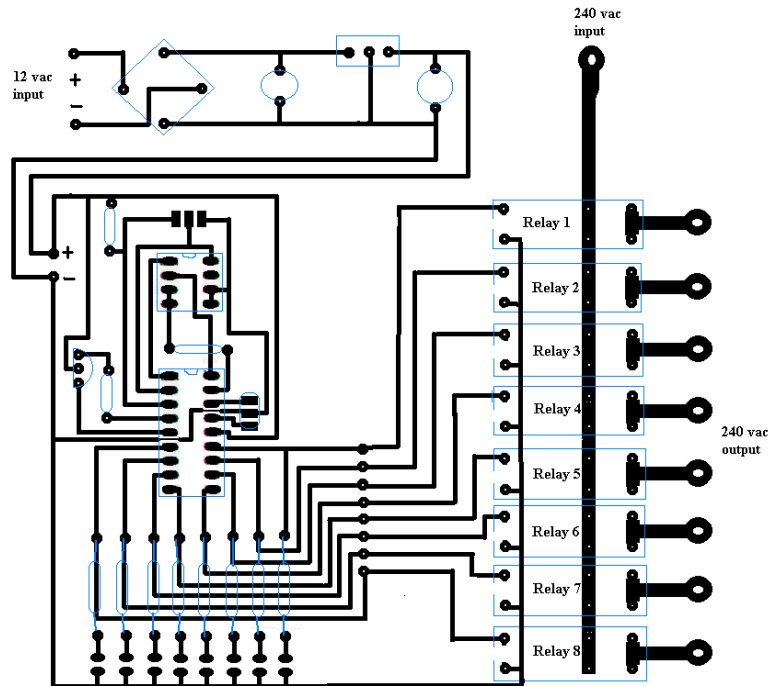 240 vac
input
12 vac
input
+
–
+
–
Relay 1
Relay 2
Relay 3
Relay 4
240 vac
output
Relay 5
Relay 6
Relay 7
Relay 8